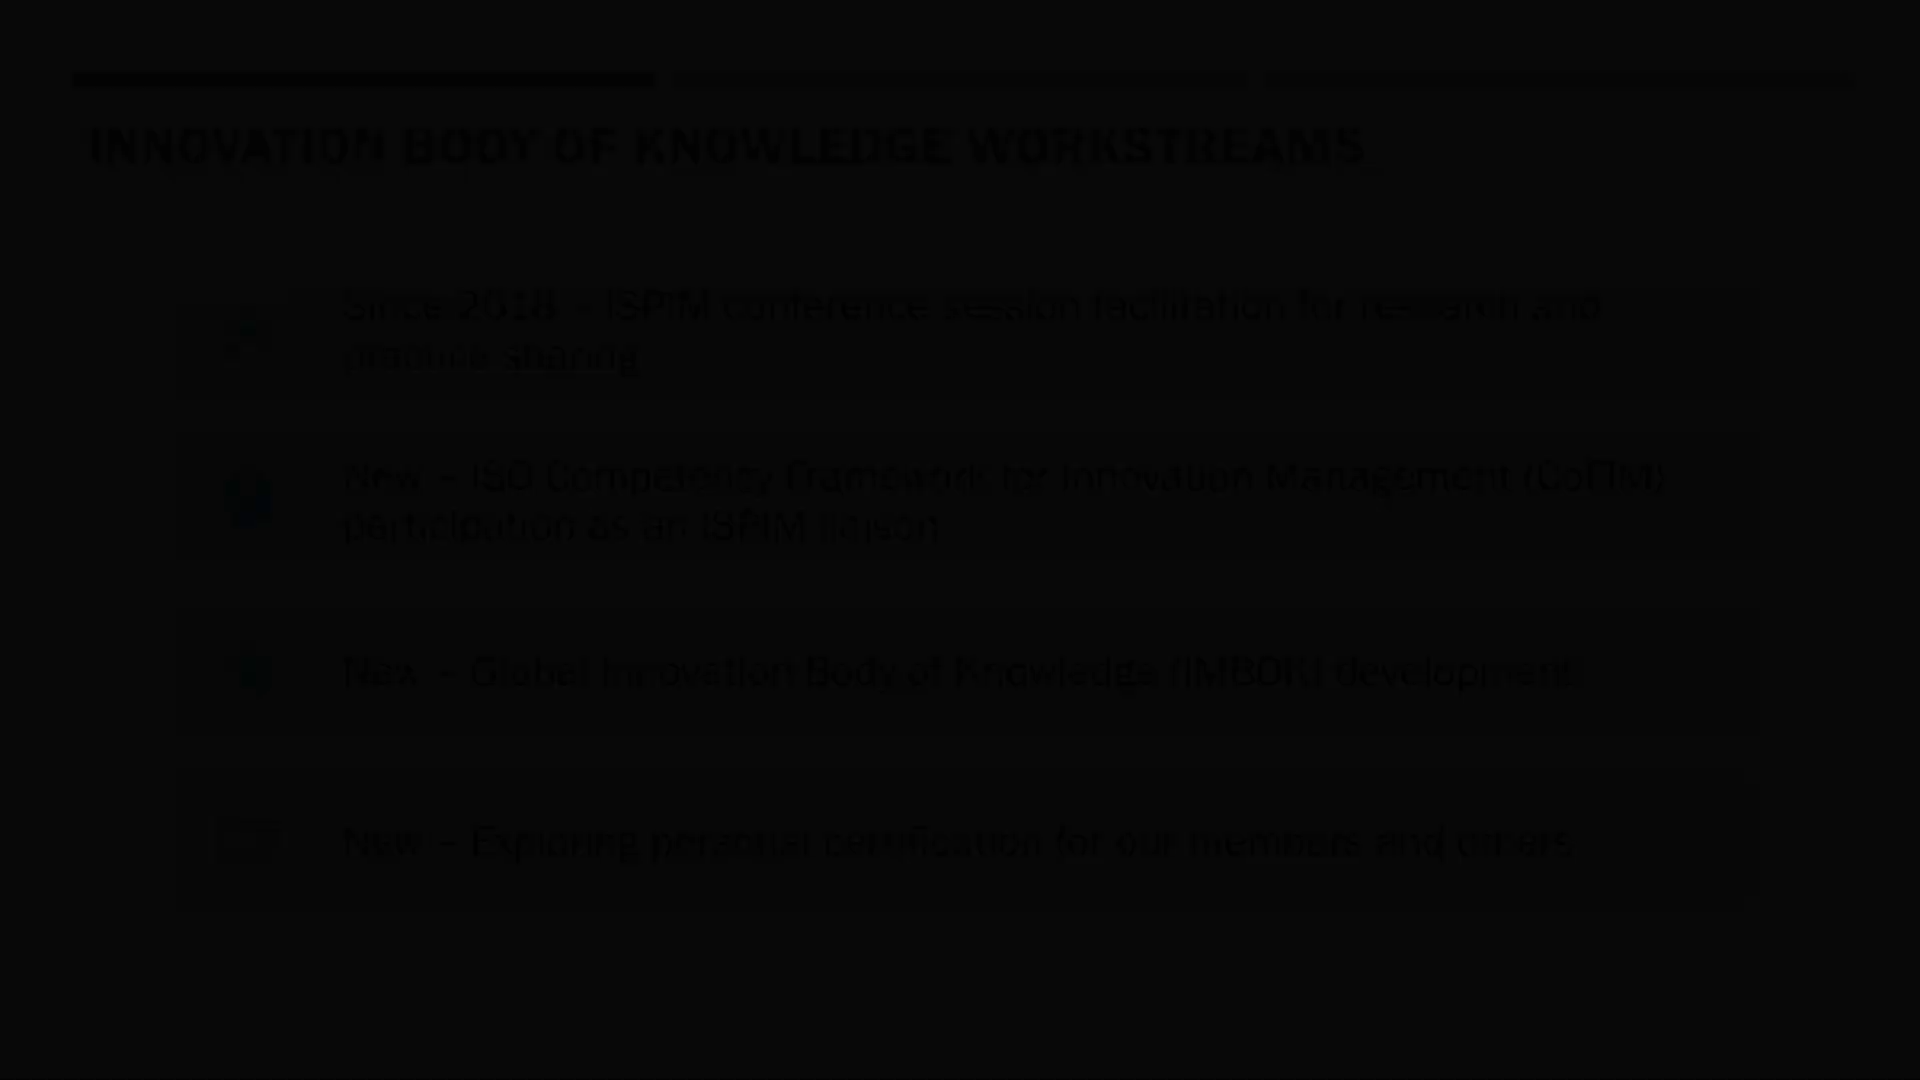 INNOVATION BODY OF KNOWLEDGE WORKSTREAMS
Since 2018 – ISPIM conference session facilitation for research and
practice sharing
New – ISO Competency Framework for Innovation Management (CoFIM)
participation as an ISPIM liaison
New – Global Innovation Body of Knowledge (IMBOK) development
New – Exploring personal certification for our members and others